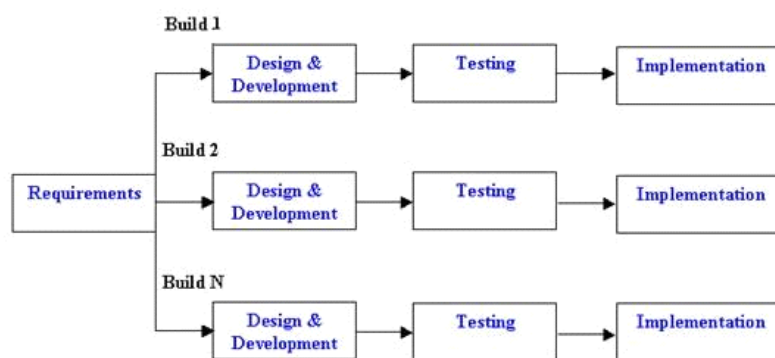 Build 1
Design &
Development
Testing
Implementation
Build 2
Requirements
Design &
Development
Testing
Implementation
Build N
Design &
Development
Testing
Implementation